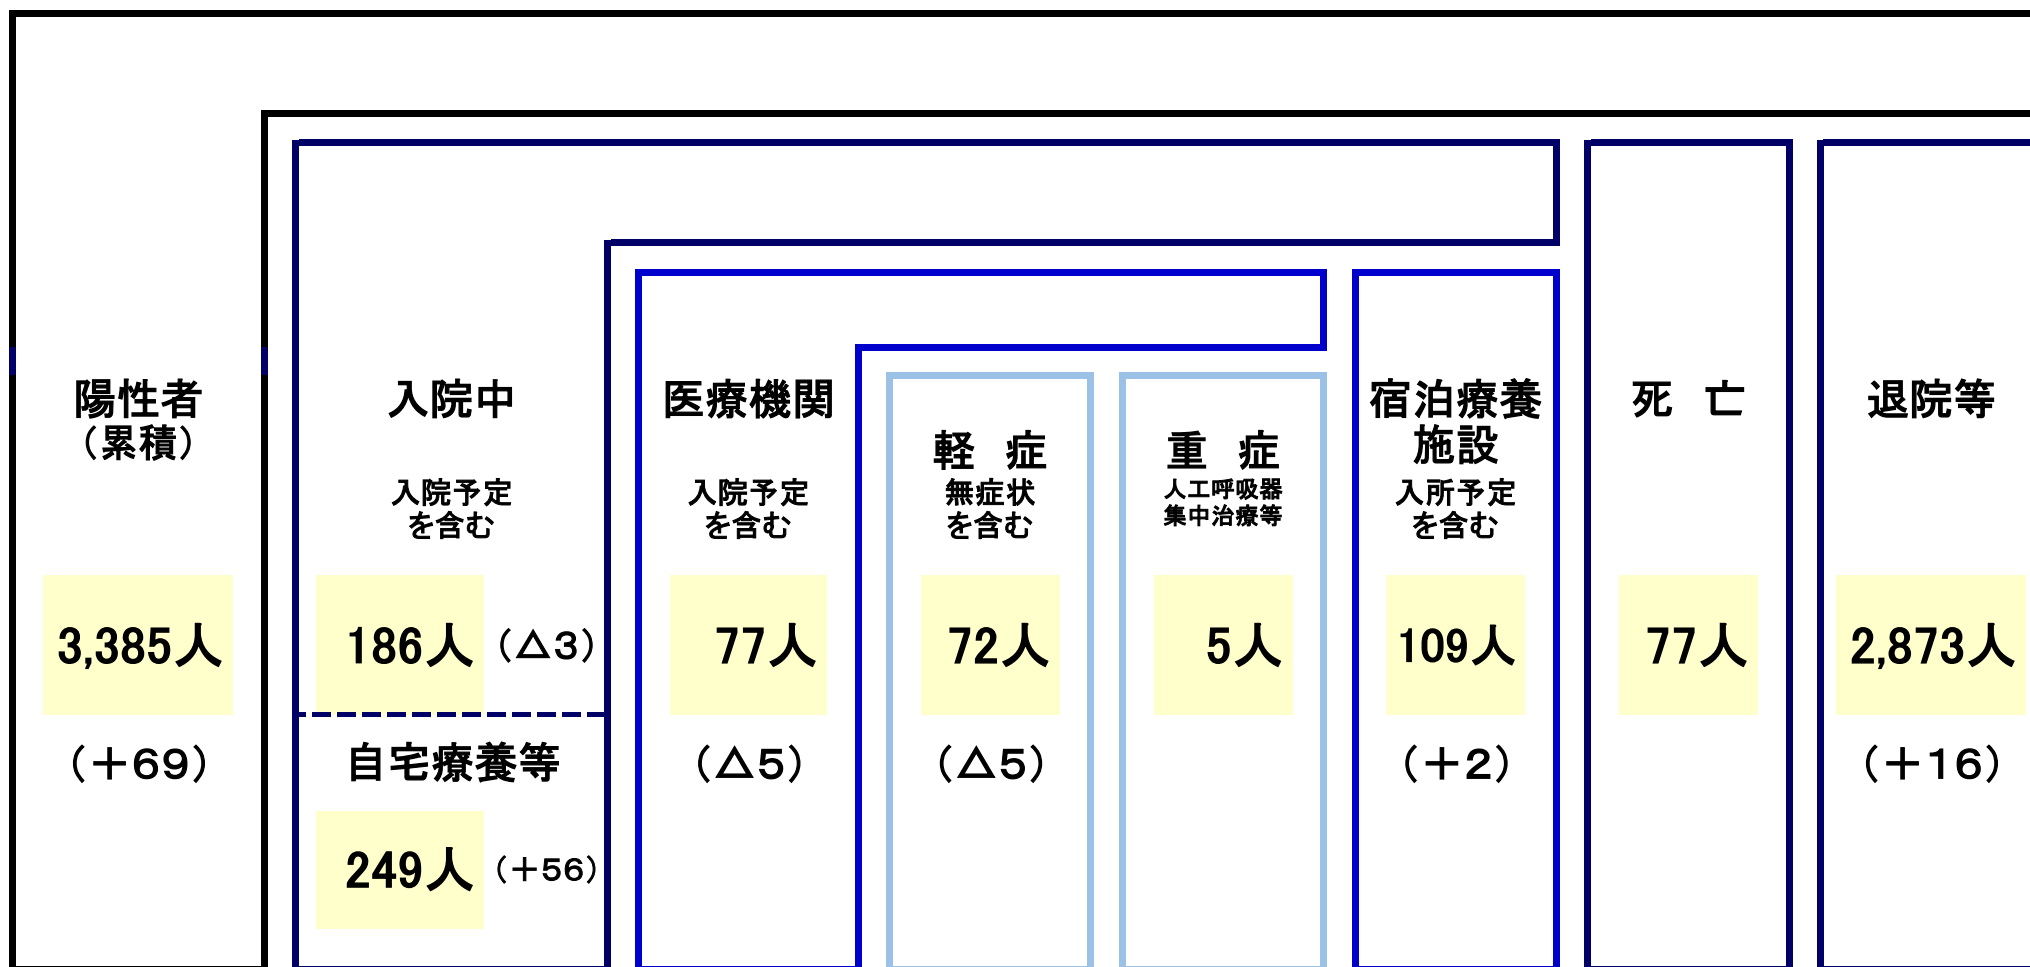 陽性者
（累積）
3,385人
（＋69）
入院中
入院予定
を含む
186人 （△3）
自宅療養等
249人 （＋56）
医療機関
入院予定
を含む
77人
（△5）
軽　症
無症状
を含む
72人
（△5）
重　症
人工呼吸器
集中治療等
5人
宿泊療養
施設
入所予定
を含む
109人
（＋2）
死　亡
77人
退院等
2,873人
（＋16）